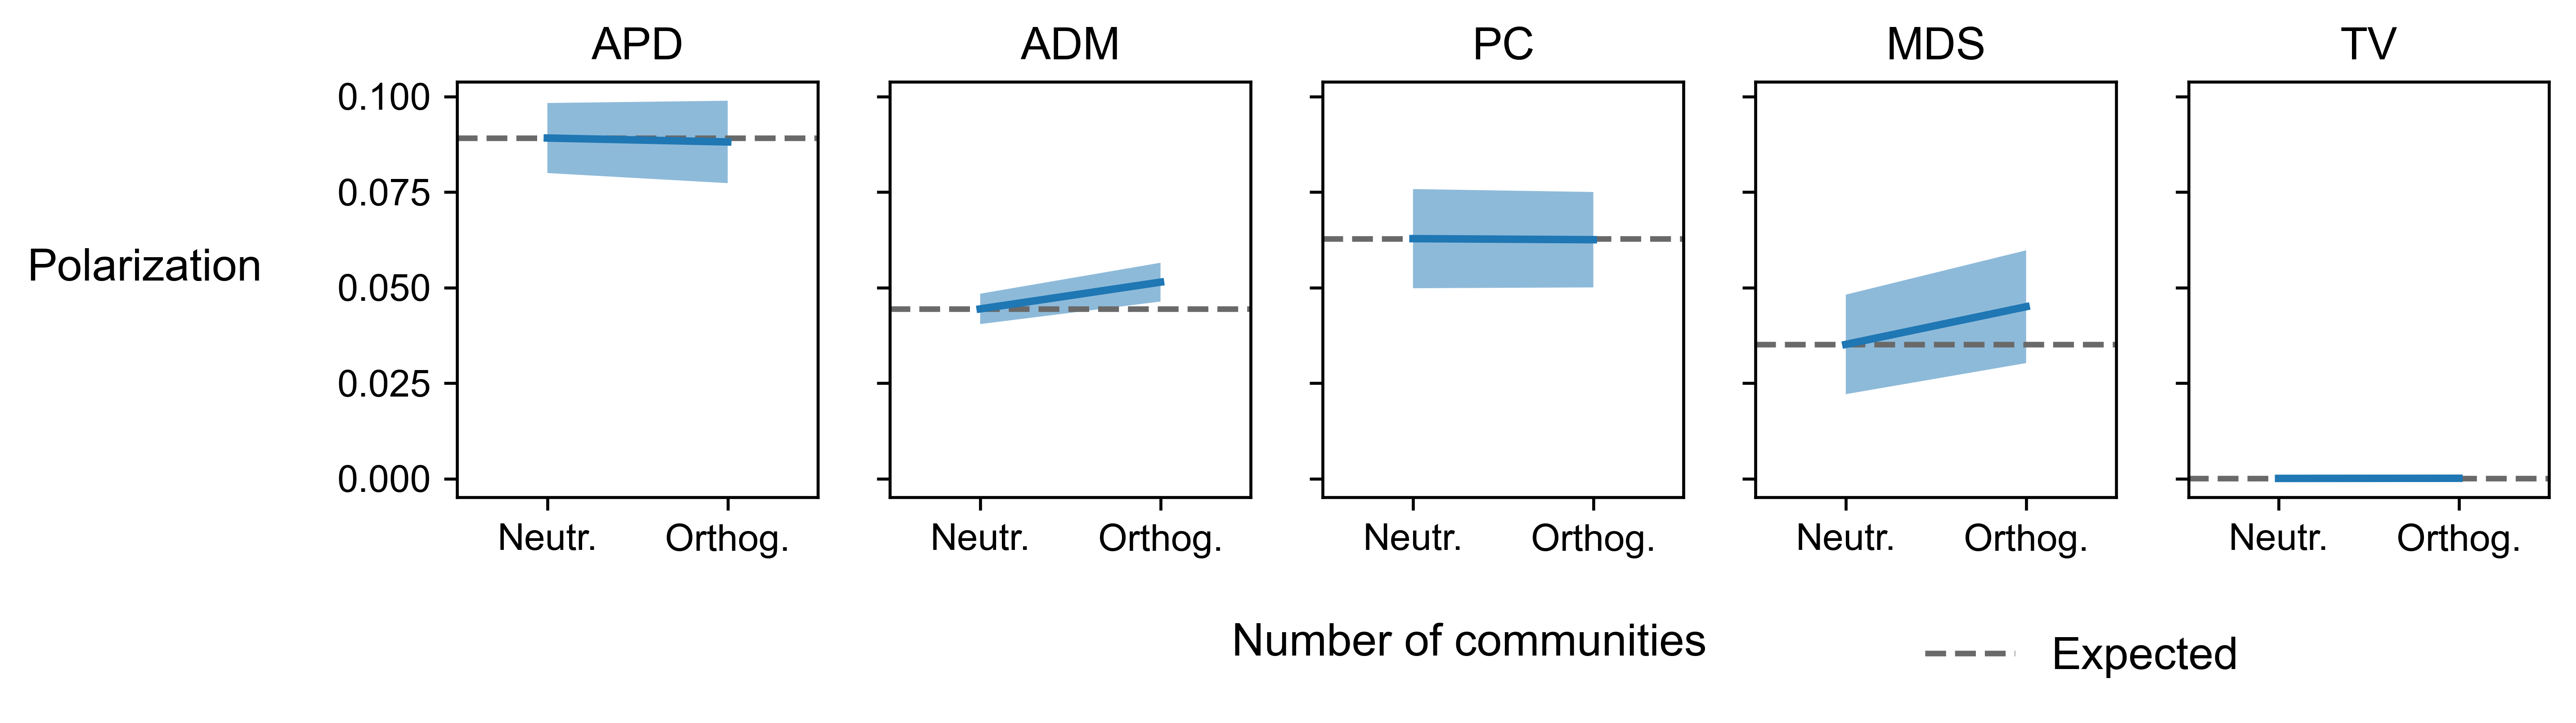 APD ADM PC MDS TV
Polarization
0.100
0.075
0.050
0.025
0.000
Neutr. Orthog. Neutr. Orthog. Neutr. Orthog. Neutr. Orthog. Neutr. Orthog.
Number of communities
Expected